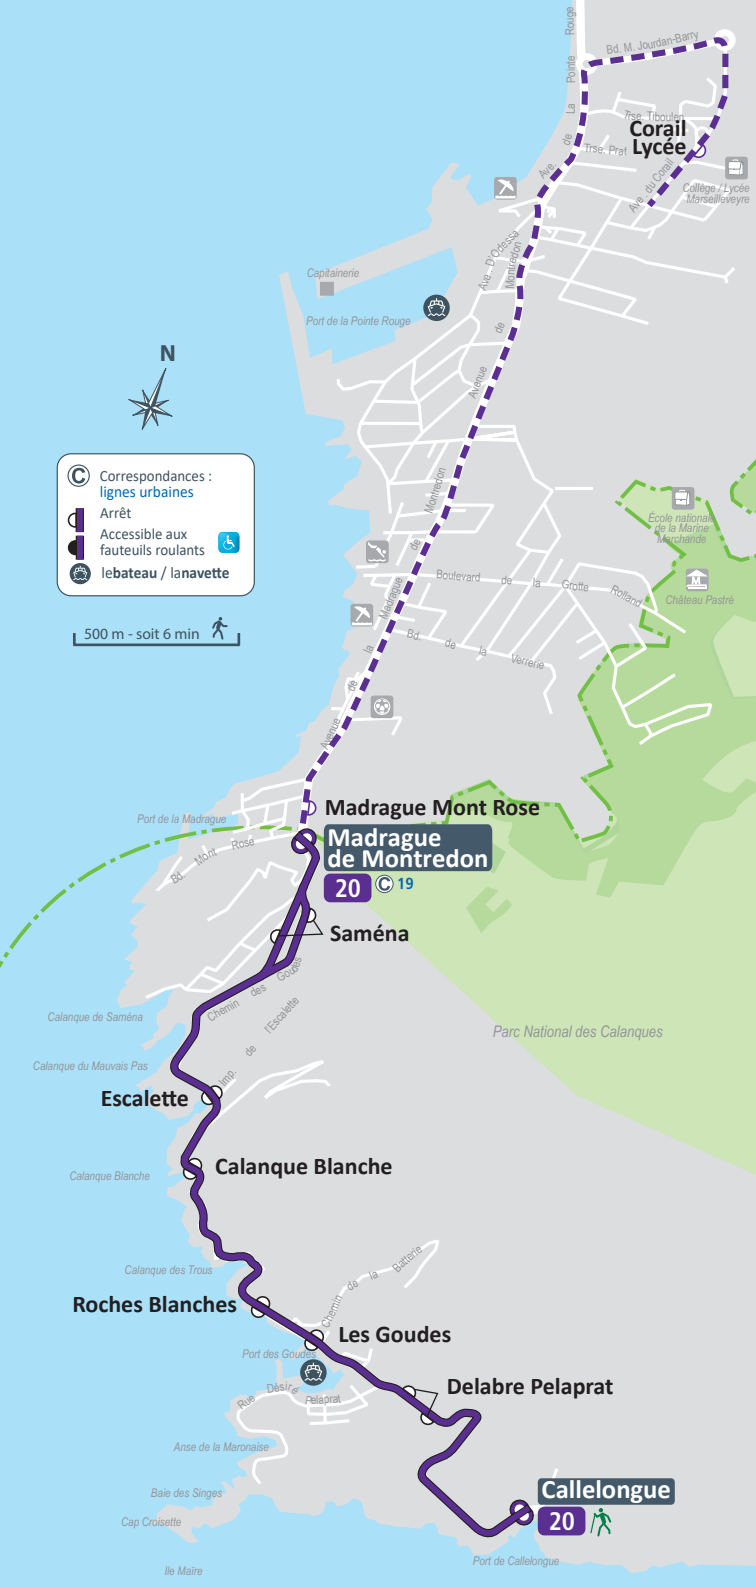 Rouge
Pointe
La
de
Ave.
Bd. M. Jourdan-Barry
Trse. Tiboulen
Corail
Lycée
Trse. Prat
Ave. du Corail
Collège / Lycée
Marseilleveyre
Ave. D'Odessa
Montredon
de
Avenue
Capitainerie
Port de la Pointe Rouge
N
C
Correspondances :
lignes urbaines
Arrêt
Accessible aux
fauteuils roulants
lebateau / lanavette
500 m - soit 6 min
Montredon
de
Madrague
la
de
Avenue
École nationale
de la Marine
Marchande
M
Château Pastré
Boulevard de la Grotte Rolland
Bd. de la Verrerie
Port de la Madrague
Madrague Mont Rose
Bd. Mont Rose
Madrague
de Montredon
20
C 19
Saména
Chemin des Goudes
Calanque de Saména
Imp. de l'Escalette
Parc National des Calanques
Calanque du Mauvais Pas
Escalette
Calanque Blanche
Calanque Blanche
Calanque des Trous
Chemin de la Batterie
Roches Blanches
Les Goudes
Port des Goudes
Delabre Pelaprat
Rue Désiré Pelaprat
Anse de la Maronaise
Baie des Singes
Cap Croisette
Callelongue
20
Port de Callelongue
Ile Maïre